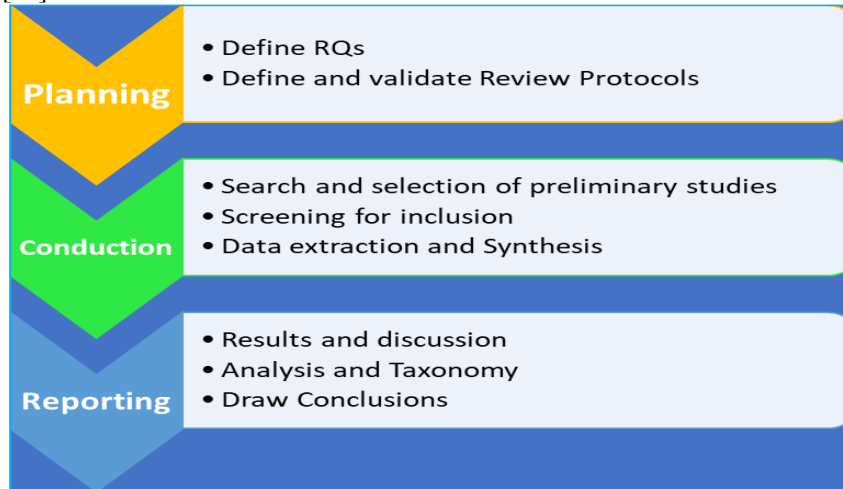 Planning
• Define RQs
• Define and validate Review Protocols
Conduction
• Search and selection of preliminary studies
• Screening for inclusion
• Data extraction and Synthesis
Reporting
• Results and discussion
• Analysis and Taxonomy
• Draw Conclusions